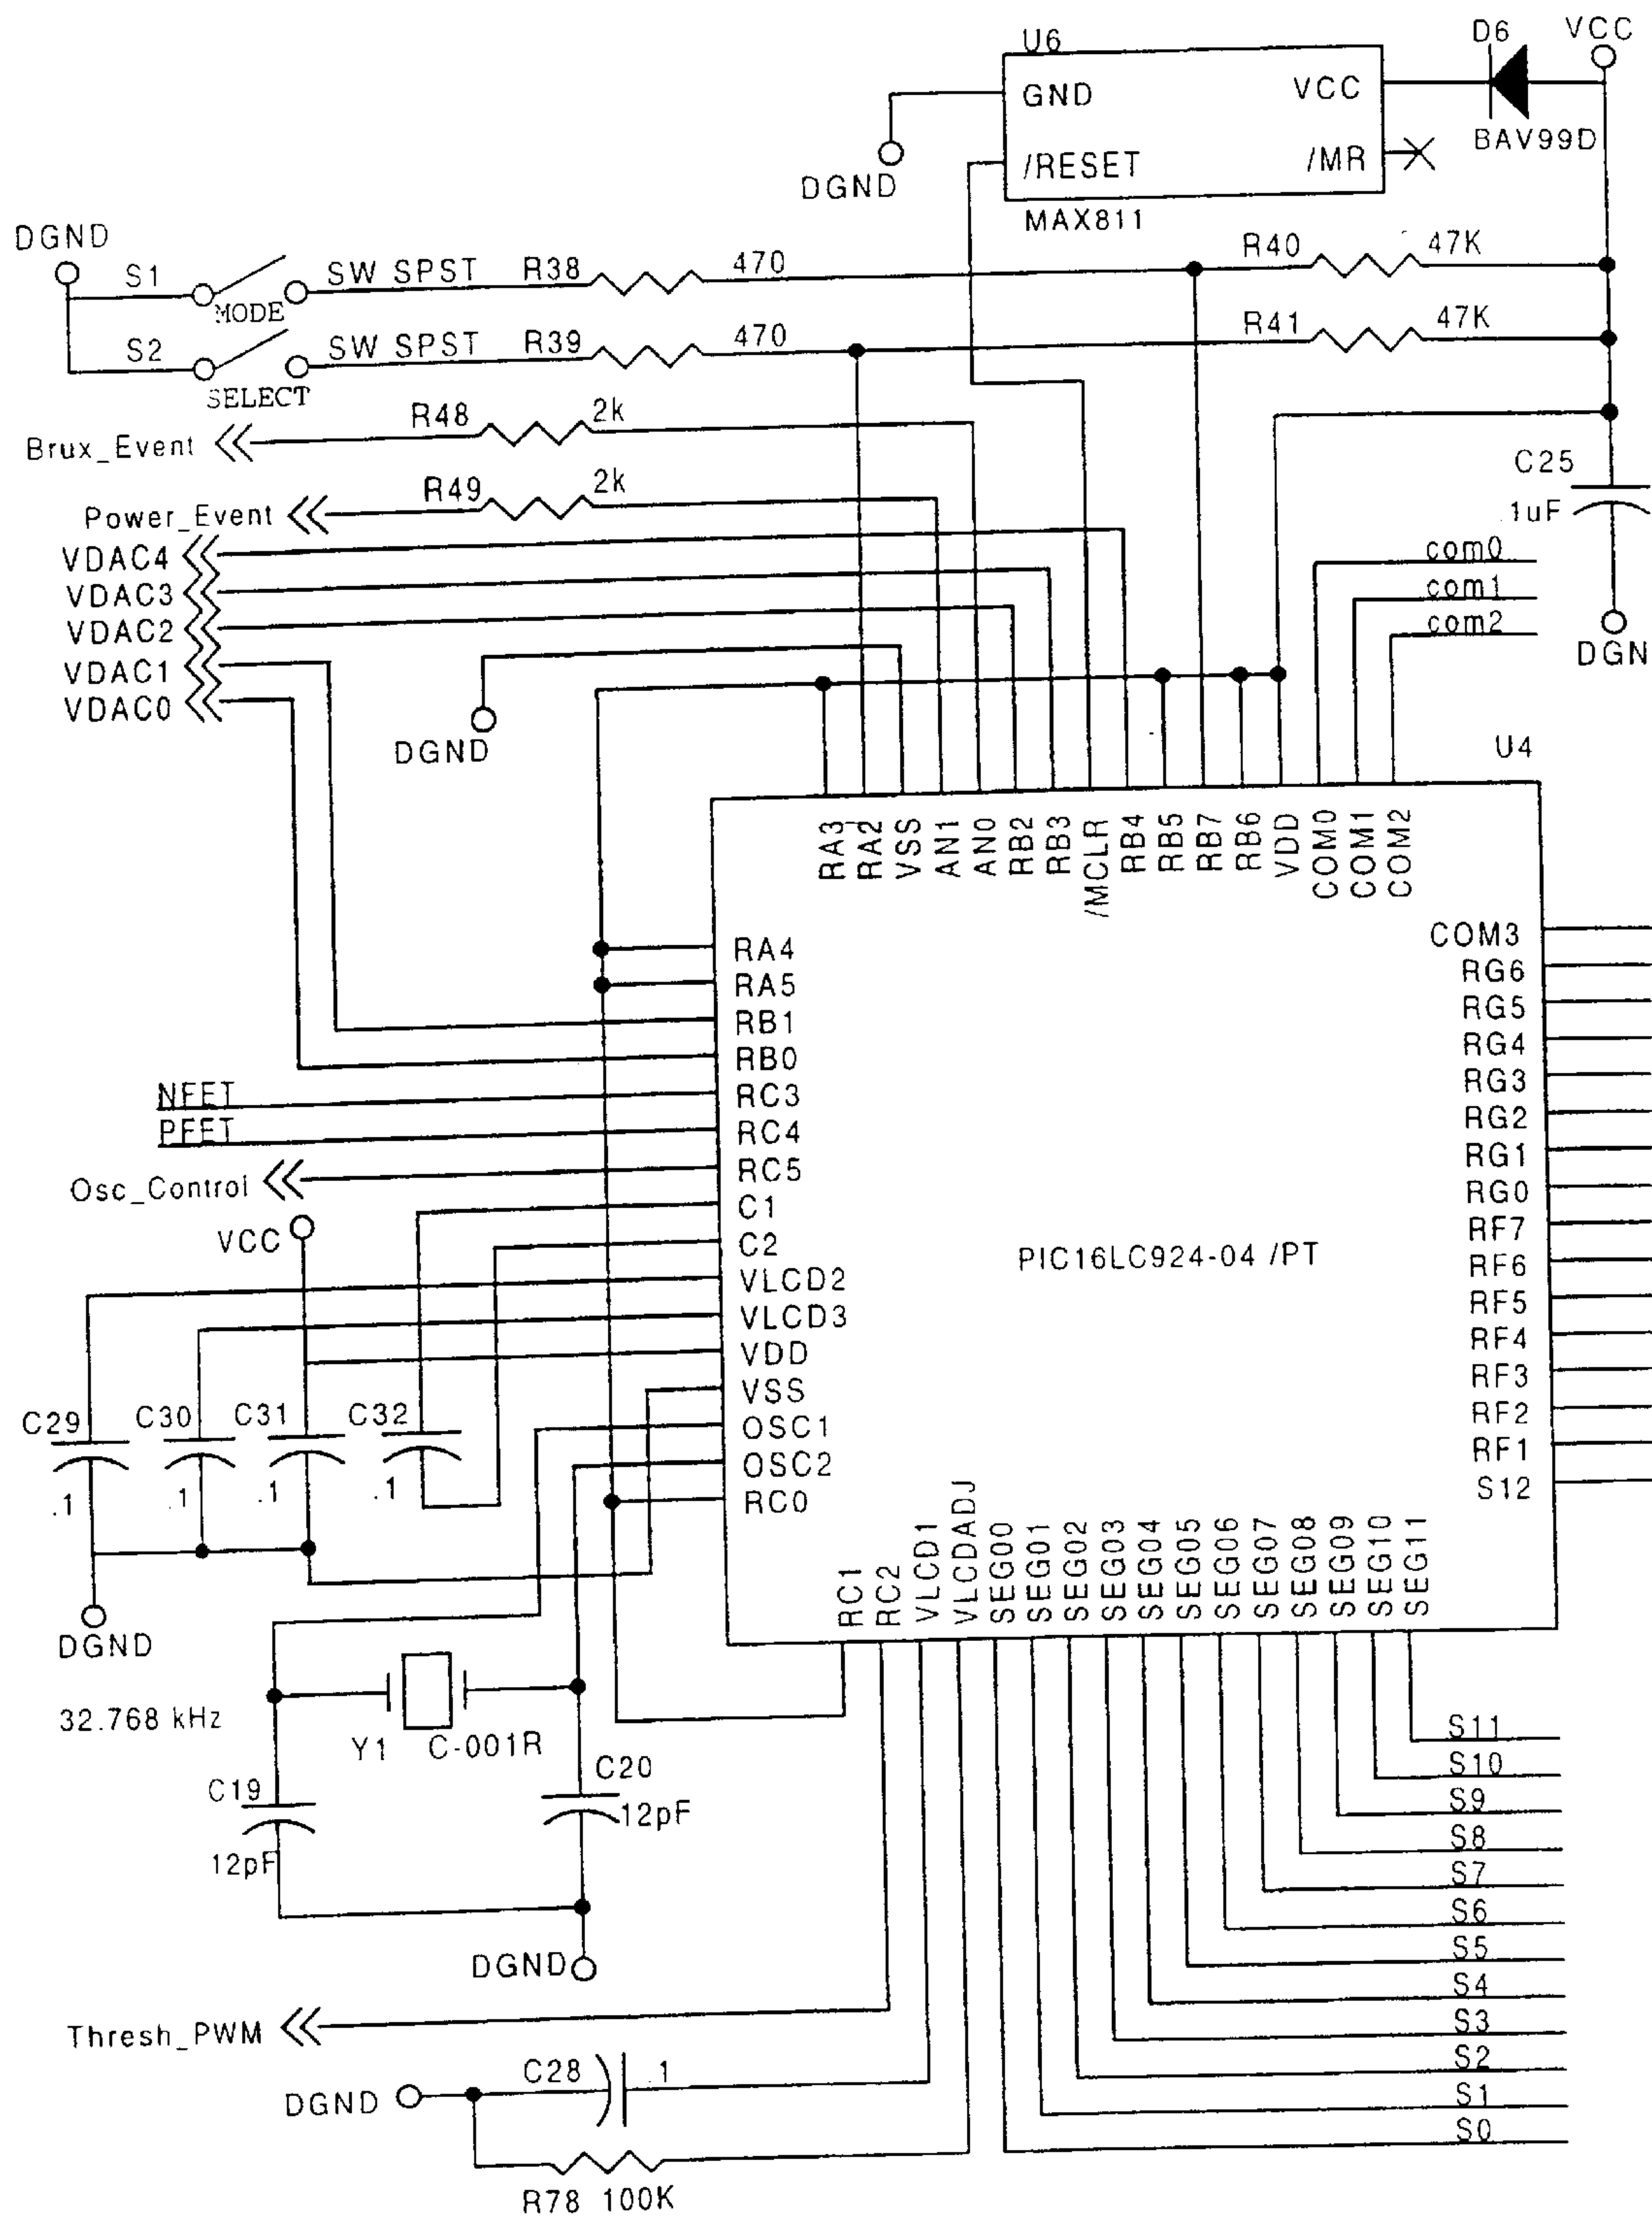 U6
D6
VCC
GND
VCC
/RESET
/MR
BAV99D
DGND
MAX811
DGND
S1
SW SPST
R38
470
R40
47K
MODE
S2
SW SPST
R39
470
R41
47K
SELECT
R48
2k
Brux_Event
C25
R49
2k
1uF
Power_Event
VDAC4
com0
VDAC3
com1
VDAC2
com2
VDAC1
DGN
VDAC0
DGND
U4
RA3
RA2
VSS
AN1
AN0
RB2
RB3
/MCLR
RB4
RB5
RB7
RB6
VDD
COM0
COM1
COM2
RA4
RA5
RB1
RB0
RC3
RC4
RC5
C1
C2
VLCD2
VLCD3
VDD
VSS
OSC1
OSC2
RC0
COM3
RG6
RG5
RG4
RG3
RG2
RG1
RG0
RF7
RF6
RF5
RF4
RF3
RF2
RF1
S12
PIC16LC924-04 /PT
NFET
PFET
Osc_Control
VCC
C29
C30
C31
C32
.1
.1
.1
.1
DGND
RC1
RC2
VLCD1
VLCDADJ
SEG00
SEG01
SEG02
SEG03
SEG04
SEG05
SEG06
SEG07
SEG08
SEG09
SEG10
SEG11
32.768 kHz
Y1
C-001R
C19
12pF
C20
12pF
DGND
S11
S10
S9
S8
S7
S6
S5
S4
S3
S2
S1
S0
Thresh_PWM
C28
.1
DGND
R78 100K